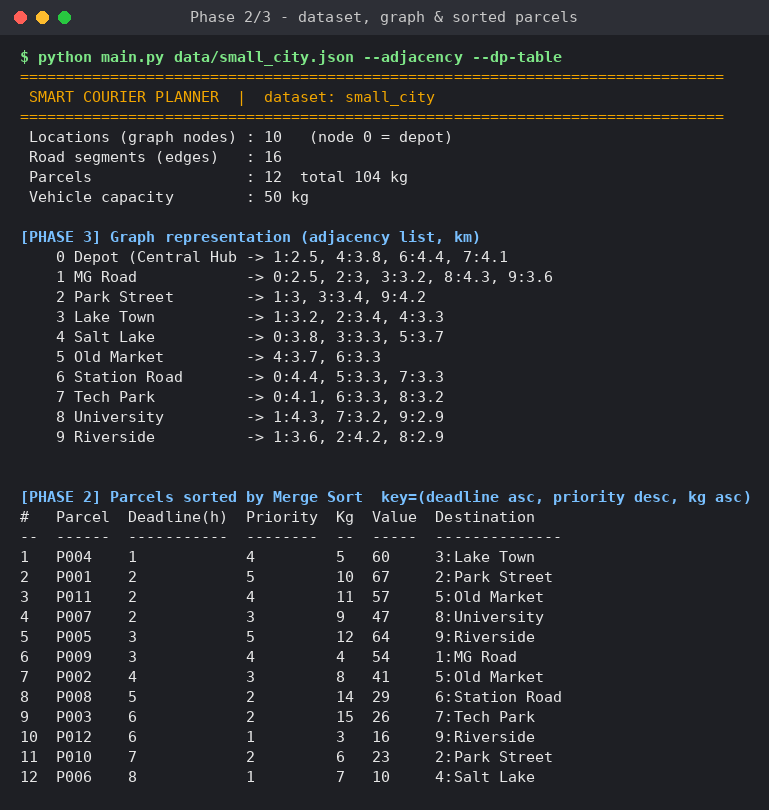 Phase 2/3 - dataset, graph & sorted parcels
$ python main.py data/small_city.json --adjacency --dp-table
==============================================================================
 SMART COURIER PLANNER  |  dataset: small_city
==============================================================================
 Locations (graph nodes) : 10   (node 0 = depot)
 Road segments (edges)   : 16
 Parcels                 : 12  total 104 kg
 Vehicle capacity        : 50 kg
[PHASE 3] Graph representation (adjacency list, km)
    0 Depot (Central Hub -> 1:2.5, 4:3.8, 6:4.4, 7:4.1
    1 MG Road            -> 0:2.5, 2:3, 3:3.2, 8:4.3, 9:3.6
    2 Park Street        -> 1:3, 3:3.4, 9:4.2
    3 Lake Town          -> 1:3.2, 2:3.4, 4:3.3
    4 Salt Lake          -> 0:3.8, 3:3.3, 5:3.7
    5 Old Market         -> 4:3.7, 6:3.3
    6 Station Road       -> 0:4.4, 5:3.3, 7:3.3
    7 Tech Park          -> 0:4.1, 6:3.3, 8:3.2
    8 University         -> 1:4.3, 7:3.2, 9:2.9
    9 Riverside          -> 1:3.6, 2:4.2, 8:2.9
[PHASE 2] Parcels sorted by Merge Sort  key=(deadline asc, priority desc, kg asc)
#   Parcel  Deadline(h)  Priority  Kg  Value  Destination
--  ------  -----------  --------  --  -----  --------------
1   P004    1            4         5   60     3:Lake Town
2   P001    2            5         10  67     2:Park Street
3   P011    2            4         11  57     5:Old Market
4   P007    2            3         9   47     8:University
5   P005    3            5         12  64     9:Riverside
6   P009    3            4         4   54     1:MG Road
7   P002    4            3         8   41     5:Old Market
8   P008    5            2         14  29     6:Station Road
9   P003    6            2         15  26     7:Tech Park
10  P012    6            1         3   16     9:Riverside
11  P010    7            2         6   23     2:Park Street
12  P006    8            1         7   10     4:Salt Lake